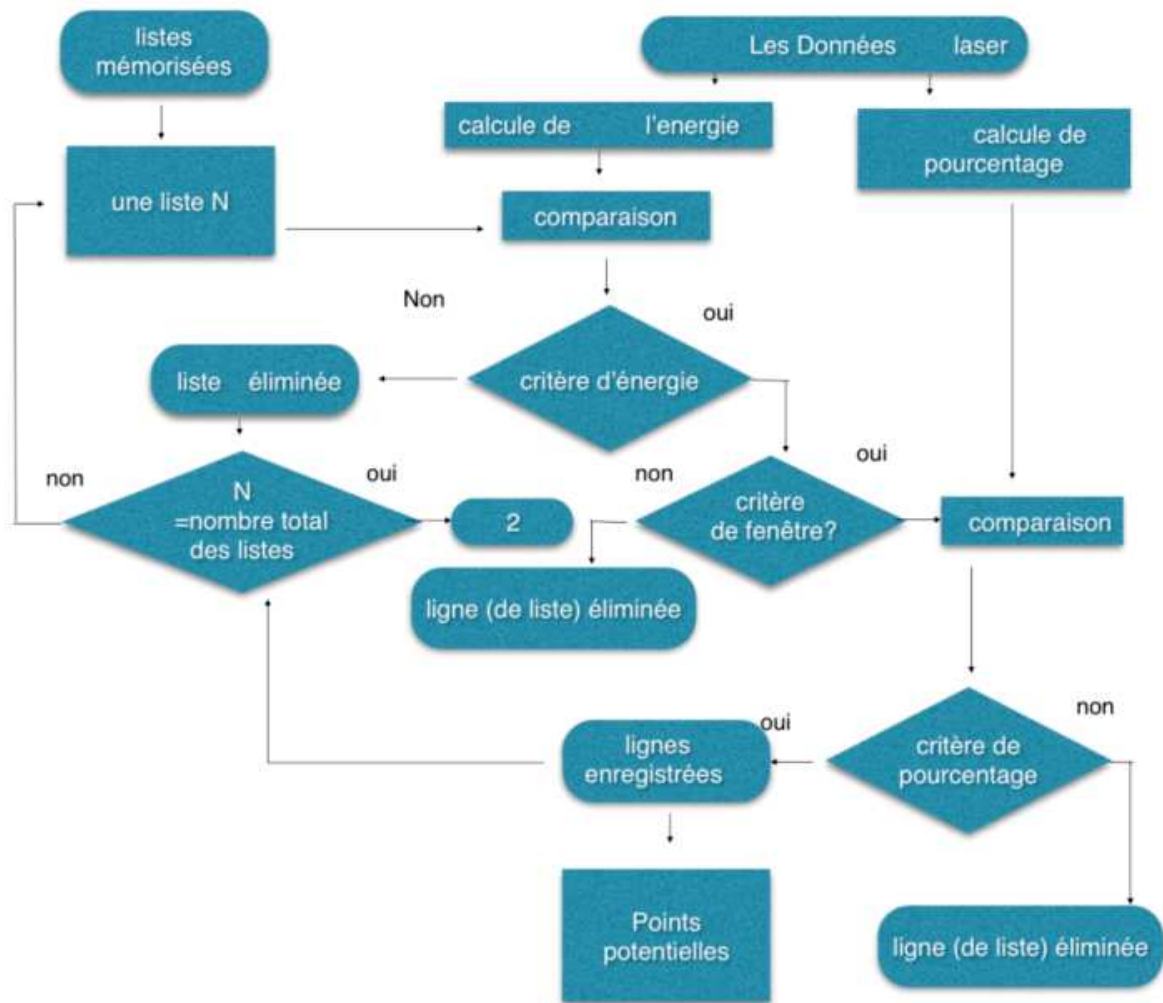 listes
mémorisées
Les Données laser
calcule de l'energie
calcule de
pourcentage
une liste N
comparaison
Non
oui
liste éliminée
critère d'énergie
non
oui
non
oui
N
=nombre total
des listes
2
critère
de fenêtre?
comparaison
ligne (de liste) éliminée
oui
non
lignes
enregistrées
critère de
pourcentage
Points
potentielles
ligne (de liste) éliminée